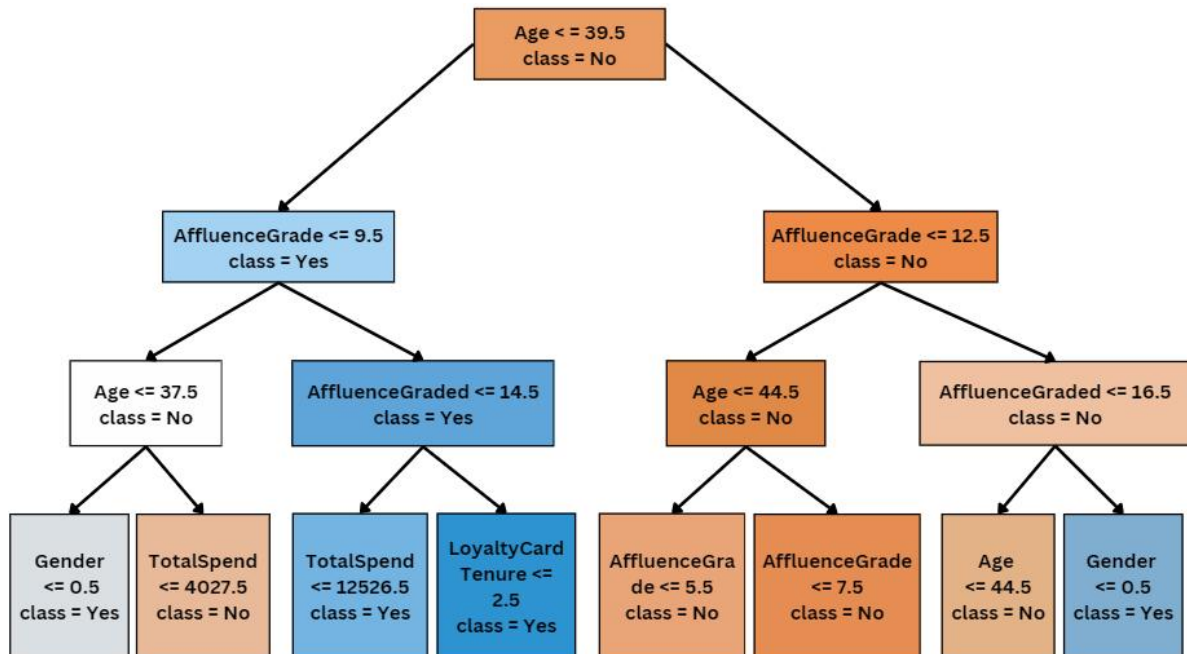 Age < = 39.5
class = No
AffluenceGrade <= 9.5
class = Yes
AffluenceGrade <= 12.5
class = No
Age <= 37.5
class = No
AffluenceGraded <= 14.5
class = Yes
Age <= 44.5
class = No
AffluenceGraded <= 16.5
class = No
Gender
<= 0.5
class = Yes
TotalSpend
<= 4027.5
class = No
TotalSpend
<= 12526.5
class = Yes
LoyaltyCard
Tenure <=
2.5
class = Yes
AffluenceGra
de <= 5.5
class = No
AffluenceGrade
<= 7.5
class = No
Age
<= 44.5
class = No
Gender
<= 0.5
class = Yes